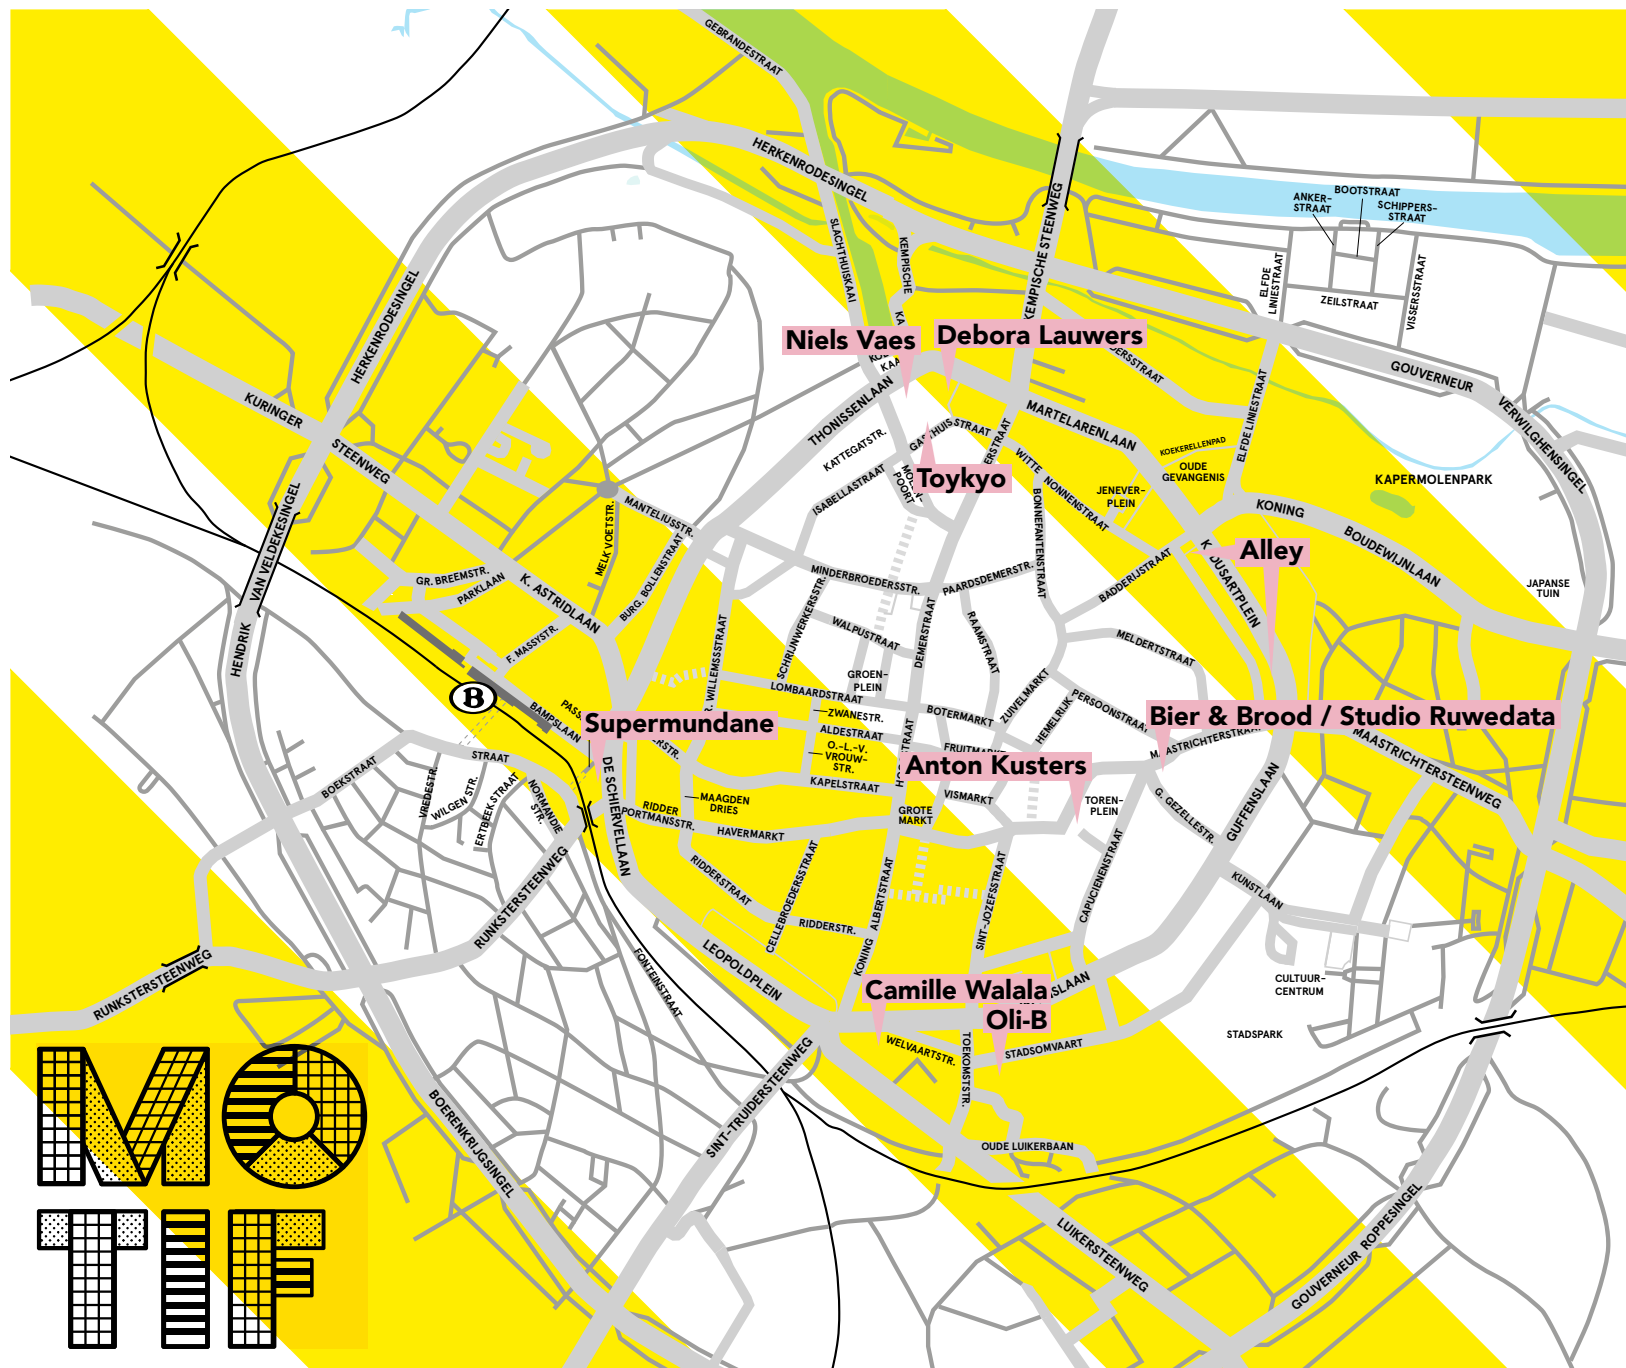 GEBRANDESTRAAT
HERKENRODESINGEL
KEMPISCHE STEENWEG
SLACHTHUISKAAI
KEMPISCHE
KA
ANKER-
STRAAT
BOOTSTRAAT
SCHIPPERS-
STRAAT
ELFDE
LINIESTRAAT
ZEILSTRAAT
VISSERSSTRAAT
HERKENRODESINGEL
Niels Vaes
Debora Lauwers
KAA
GOUVERNEUR
VERWILGHENSINGEL
KURINGER
STEENWEG
THONISSENLAAN
MARTELARENLAAN
ELFDE LINIESTRAAT
KATTEGATSTR.
ISABELLASTRAAT
Toykyo
WITTE
NONNENSTRAAT
KOEKERELLENPAD
OUDE
GEVANGENIS
JENEVER-
PLEIN
KAPERMOLENPARK
KONING
BOUDEWIJNLAAN
MANTELIUSSTR.
MELK VOETSTR.
BURG. BOLLENSTRAAT
BONNEFANTENSTRAAT
HENDRIK
VAN VELDEKESINGEL
GR. BREEMSTR.
PARKLAAN
K. ASTRIDLAAN
F. MASSYSTR.
MINDERBROEDERSSTR.
PAARDSDEMERSTR.
BADDERIJSTRAAT
Alley
K. DUSARTPLEIN
JAPANSE
TUIN
SCHRIJNWERKERSSTR.
WALPUSTRAAT
DEMERSTRAAT
RAAMSTRAAT
MELDERTSTRAAT
GROEN-
PLEIN
LOMBAARDSTRAAT
ZWANESTR.
ALDESTRAAT
O.-L.-V.
VROUW-
STR.
KAPELSTRAAT
BOTERMARKT
ZUIVELMARKT
HEMELRIJK
PERSOONSTRAAT
Bier & Brood / Studio Ruwedata
MAASTRICHTERSTEENWEG
B
BAMPSLAAN
Supermundane
Anton Kusters
DE SCHIERVELLAAN
BOEKSTRAAT
STRAAT
VREDESTR.
WILGEN STR.
ERTBEEKSTRAAT
NORMANDIE
STR.
MAAGDEN
DRIES
RIDDER
PORTMANSSTR.
HAVERMARKT
GROTE
MARKT
VISMARKT
TOREN-
PLEIN
G. GEZELLESTR.
GUFFENSLAAN
KUNSTLAAN
RUNKSTERSTEENWEG
RIDDERSTRAAT
RIDDERSTR.
CELLEBROEDERSSTRAAT
KONING ALBERTSTRAAT
SINT-JOZEFSSTRAAT
CAPUCIENENSTRAAT
RUNKSTERSTEENWEG
FONTEINSTRAAT
LEOPOLDPLEIN
Camille Walala
Oli-B
SLAAN
CULTUUR-
CENTRUM
STADSPARK
WELVAARTSTR.
TOEKOMSTSTR.
STADSOMVAART
SINT-TRUIDERSTEENWEG
OUDE LUIKERBAAN
BOERENKRIJGSINGEL
LUIKERSTEENWEG
GOUVERNEUR ROPPESINGEL
MO
TIF